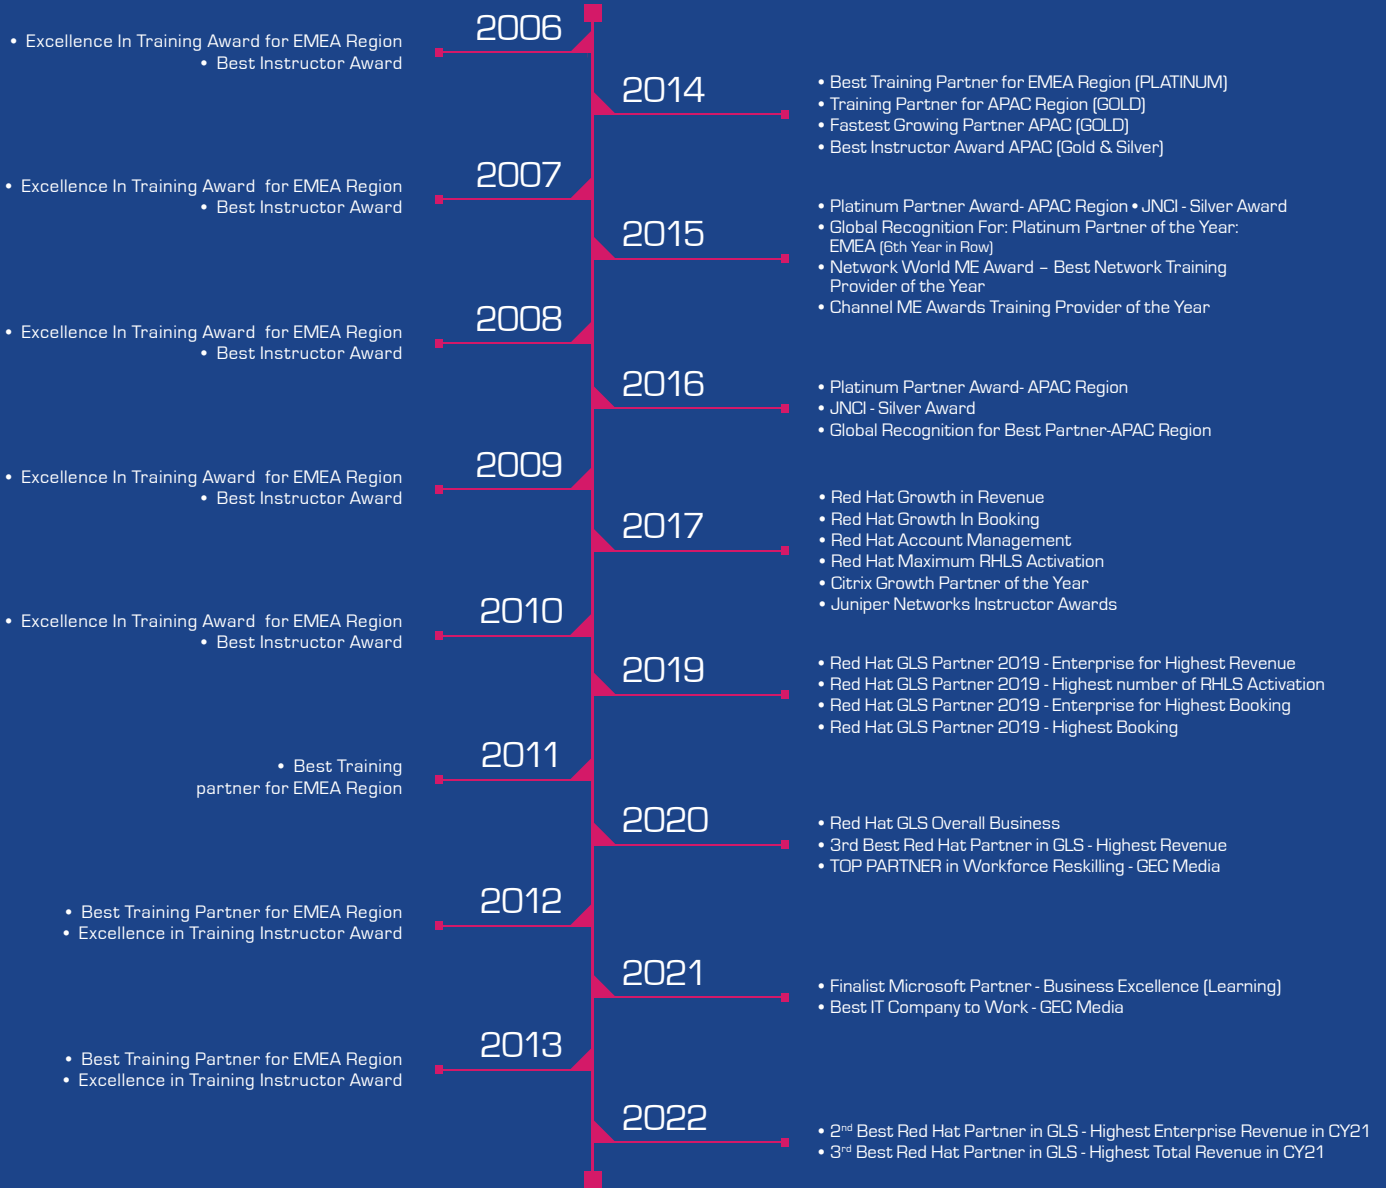 2006
• Excellence In Training Award for EMEA Region
• Best Instructor Award
2014
• Best Training Partner for EMEA Region (PLATINUM)
• Training Partner for APAC Region (GOLD)
• Fastest Growing Partner APAC (GOLD)
• Best Instructor Award APAC (Gold & Silver)
2007
• Excellence In Training Award for EMEA Region
• Best Instructor Award
2015
• Platinum Partner Award- APAC Region • JNCI - Silver Award
• Global Recognition For: Platinum Partner of the Year:
EMEA (6th Year in Row)
• Network World ME Award – Best Network Training
Provider of the Year
• Channel ME Awards Training Provider of the Year
2008
• Excellence In Training Award for EMEA Region
• Best Instructor Award
2016
• Platinum Partner Award- APAC Region
• JNCI - Silver Award
• Global Recognition for Best Partner-APAC Region
2009
• Excellence In Training Award for EMEA Region
• Best Instructor Award
2017
• Red Hat Growth in Revenue
• Red Hat Growth In Booking
• Red Hat Account Management
• Red Hat Maximum RHLS Activation
• Citrix Growth Partner of the Year
• Juniper Networks Instructor Awards
2010
• Excellence In Training Award for EMEA Region
• Best Instructor Award
2019
• Red Hat GLS Partner 2019 - Enterprise for Highest Revenue
• Red Hat GLS Partner 2019 - Highest number of RHLS Activation
• Red Hat GLS Partner 2019 - Enterprise for Highest Booking
• Red Hat GLS Partner 2019 - Highest Booking
2011
• Best Training
partner for EMEA Region
2020
• Red Hat GLS Overall Business
• 3rd Best Red Hat Partner in GLS - Highest Revenue
• TOP PARTNER in Workforce Reskilling - GEC Media
2012
• Best Training Partner for EMEA Region
• Excellence in Training Instructor Award
2021
• Finalist Microsoft Partner - Business Excellence (Learning)
• Best IT Company to Work - GEC Media
2013
• Best Training Partner for EMEA Region
• Excellence in Training Instructor Award
2022
• 2nd Best Red Hat Partner in GLS - Highest Enterprise Revenue in CY21
• 3rd Best Red Hat Partner in GLS - Highest Total Revenue in CY21